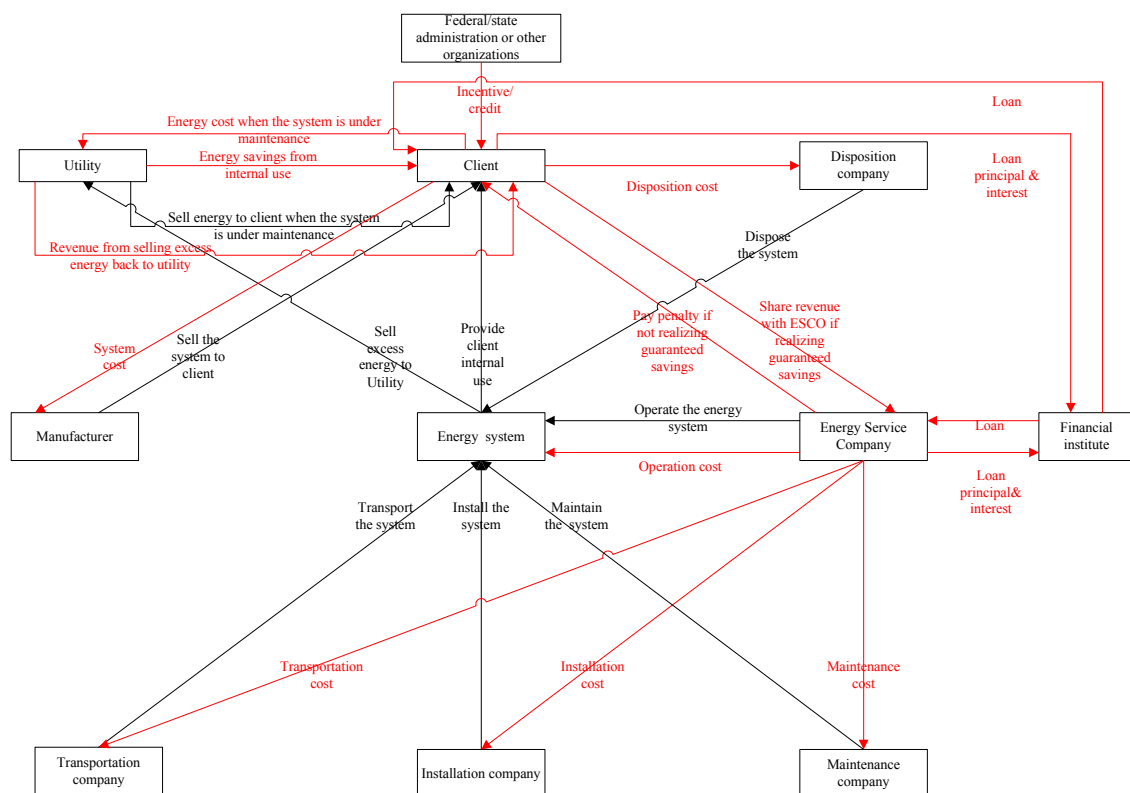 Federal/state
administration or other
organizations
Incentive/
credit
Loan
Energy cost when the system is under
maintenance
Utility
Energy savings from
internal use
Client
Disposition
company
Loan
principal &
interest
Disposition cost
Sell energy to client when the system
is under maintenance
Revenue from selling excess
energy back to utility
Dispose
the system
System
cost
Sell the
system to
client
Sell
excess
energy to
Utility
Provide
client
internal
use
Pay penalty if
not realizing
guaranteed
savings
Share revenue
with ESCO if
realizing
guaranteed
savings
Manufacturer
Energy system
Operate the energy
system
Energy Service
Company
Loan
Financial
institute
Operation cost
Loan
principal&
interest
Transport
the system
Install the
system
Maintain
the system
Transportation
cost
Installation
cost
Maintenance
cost
Transportation
company
Installation company
Maintenance
company